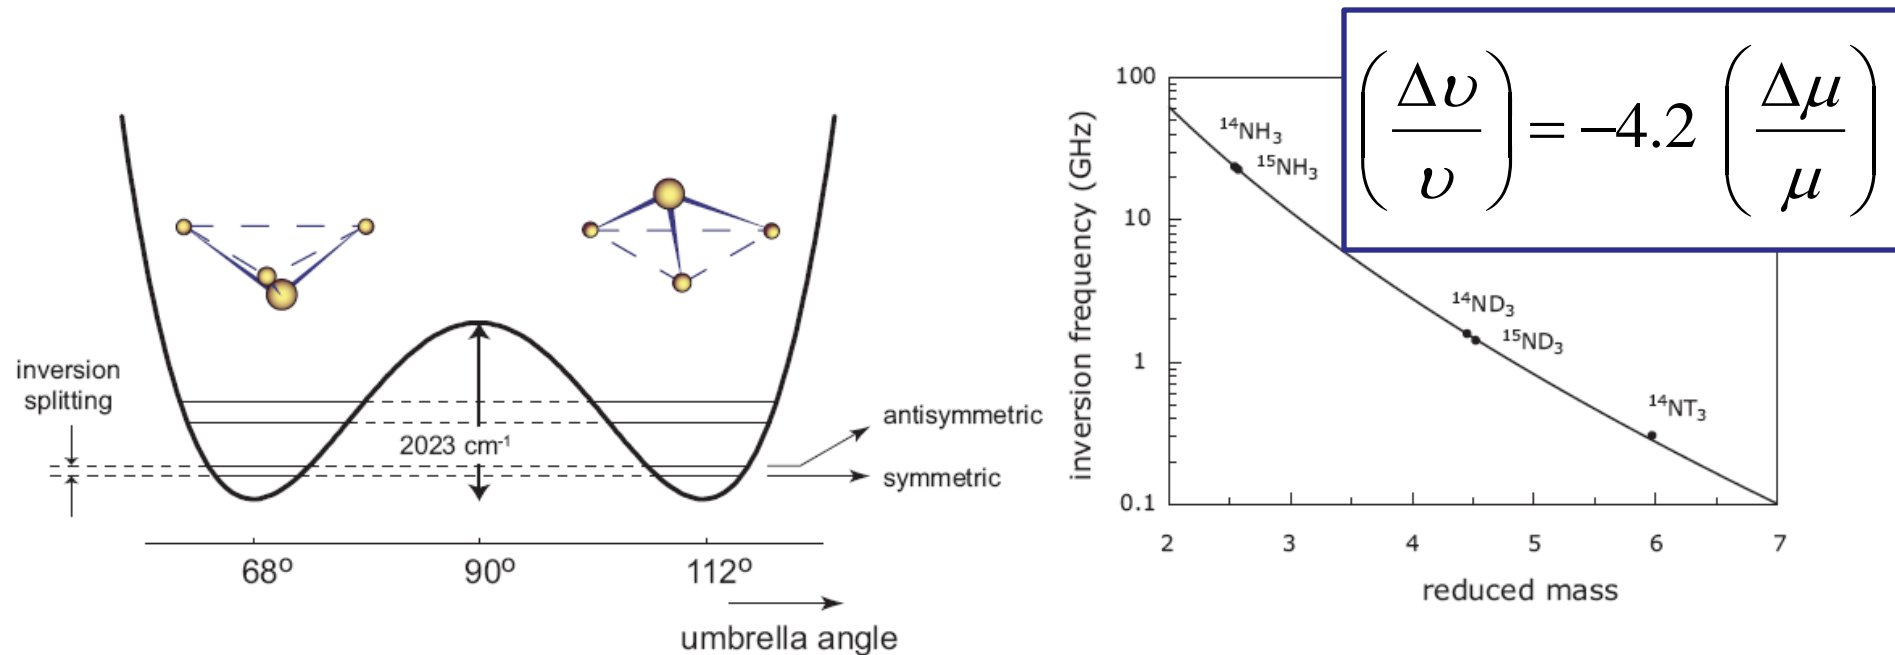 inversion
splitting
2023 cm⁻¹
antisymmetric
symmetric
68º
90º
112º
umbrella angle
(Δυ/υ) = −4.2 (Δμ/μ)
inversion frequency (GHz)
100
10
1
0.1
¹⁴NH₃
¹⁵NH₃
¹⁴ND₃
¹⁵ND₃
¹⁴NT₃
2 3 4 5 6 7
reduced mass